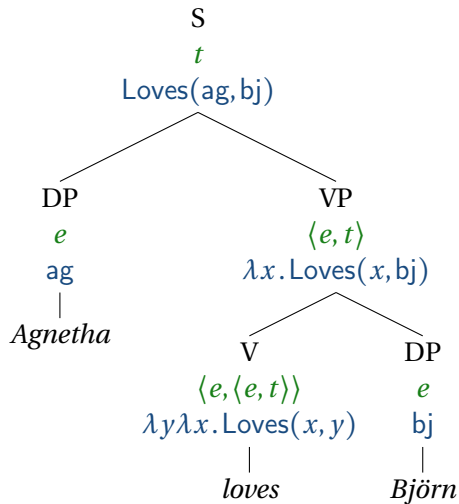 S
t
Loves(ag,bj)
DP VP
e ⟨e,t⟩
ag λx.Loves(x,bj)
Agnetha
V DP
⟨e,⟨e,t⟩⟩ e
λyλx.Loves(x,y) bj
loves Björn